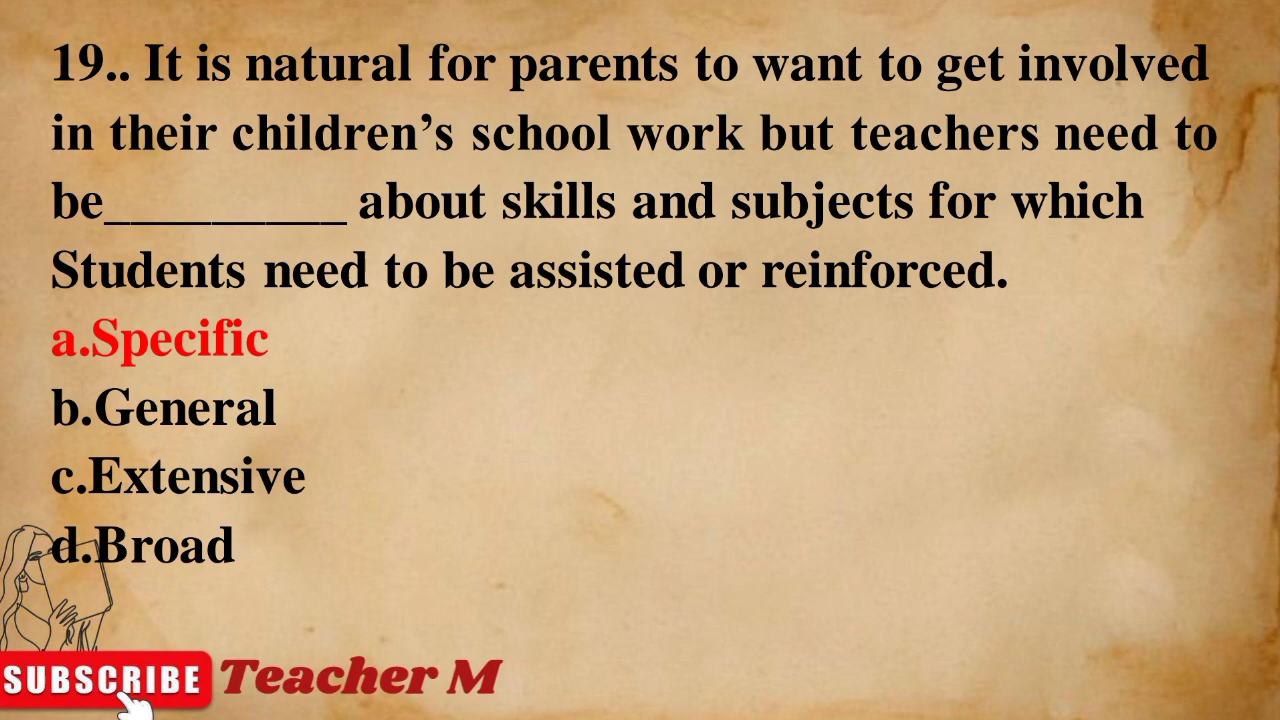 19.. It is natural for parents to want to get involved
in their children’s school work but teachers need to
be_________ about skills and subjects for which
Students need to be assisted or reinforced.
a.Specific
b.General
c.Extensive
d.Broad
SUBSCRIBE Teacher M